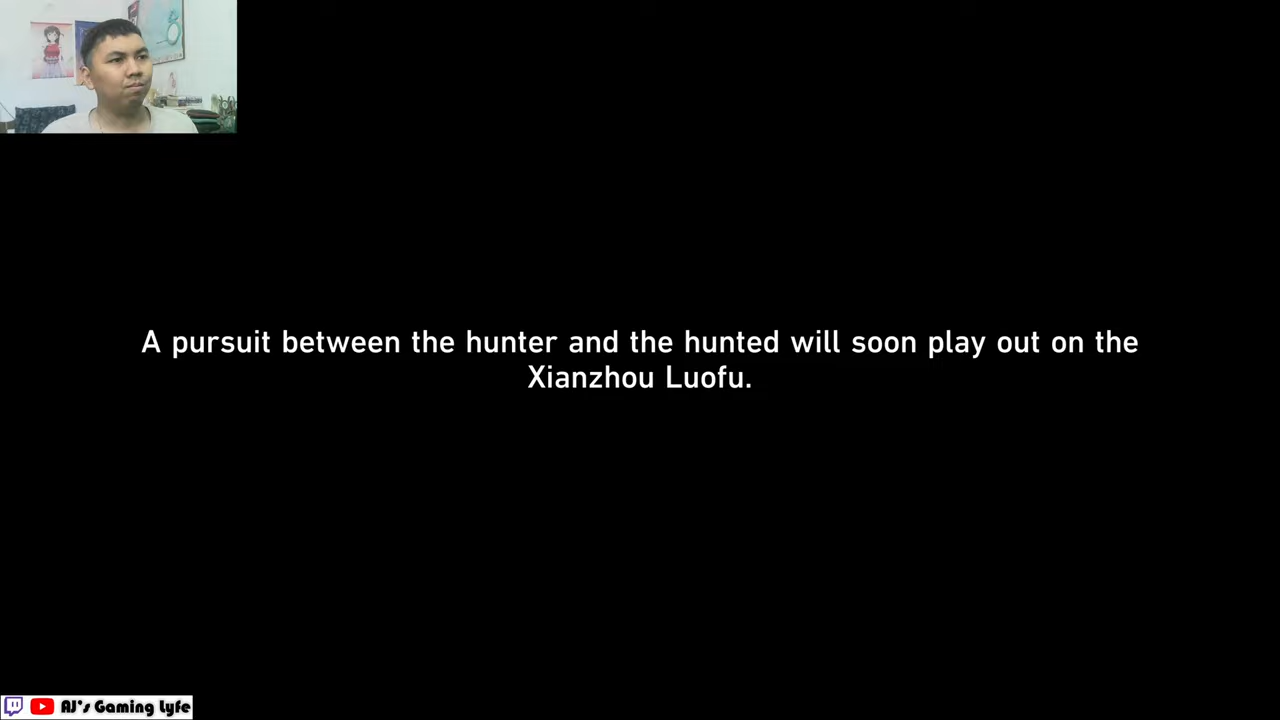 A pursuit between the hunter and the hunted will soon play out on the
Xianzhou Luofu.
AJ's Gaming Lyfe